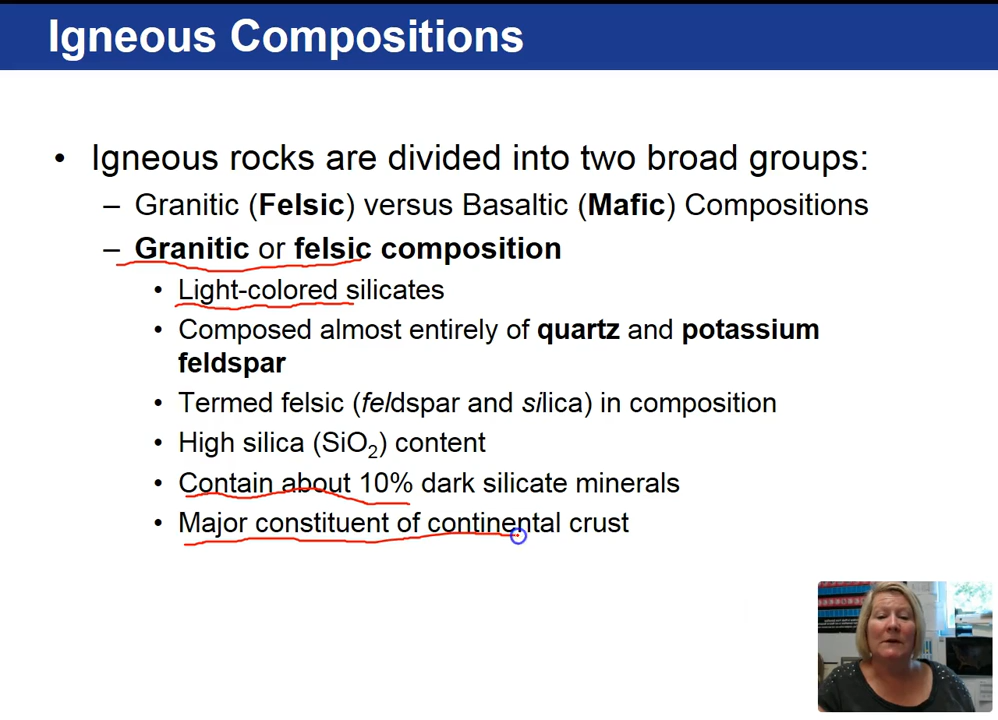 Igneous Compositions
• Igneous rocks are divided into two broad groups:
– Granitic (Felsic) versus Basaltic (Mafic) Compositions
– Granitic or felsic composition
• Light-colored silicates
• Composed almost entirely of quartz and potassium
feldspar
• Termed felsic (feldspar and silica) in composition
• High silica (SiO₂) content
• Contain about 10% dark silicate minerals
• Major constituent of continental crust